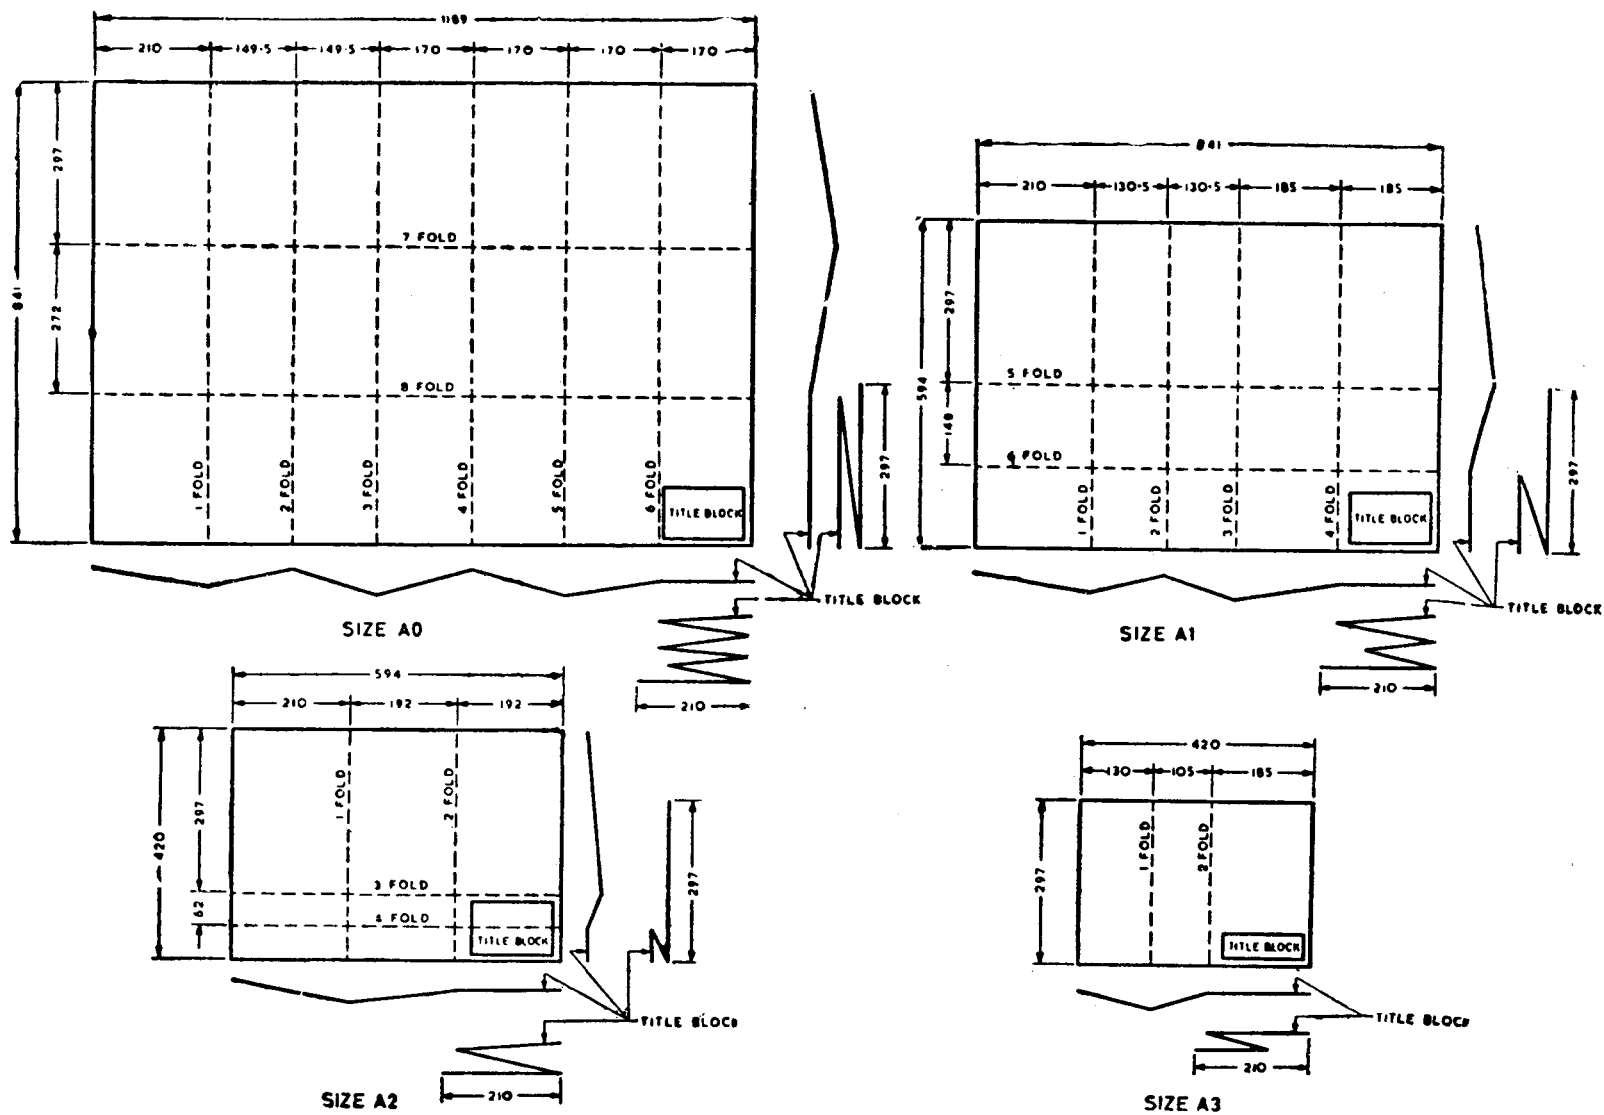 1189
210 149·5 149·5 170 170 170 170
297
841
272
7 FOLD
8 FOLD
1 FOLD
2 FOLD
3 FOLD
4 FOLD
5 FOLD
6 FOLD
TITLE BLOCK
297
TITLE BLOCK
210
SIZE A0
841
210 130·5 130·5 185 185
297
594
148
5 FOLD
6 FOLD
1 FOLD
2 FOLD
3 FOLD
4 FOLD
TITLE BLOCK
297
TITLE BLOCK
210
SIZE A1
594
210 192 192
297
420
62
1 FOLD
2 FOLD
3 FOLD
4 FOLD
TITLE BLOCK
297
TITLE BLOCK
210
SIZE A2
420
130 105 185
297
1 FOLD
2 FOLD
TITLE BLOCK
TITLE BLOCK
210
SIZE A3